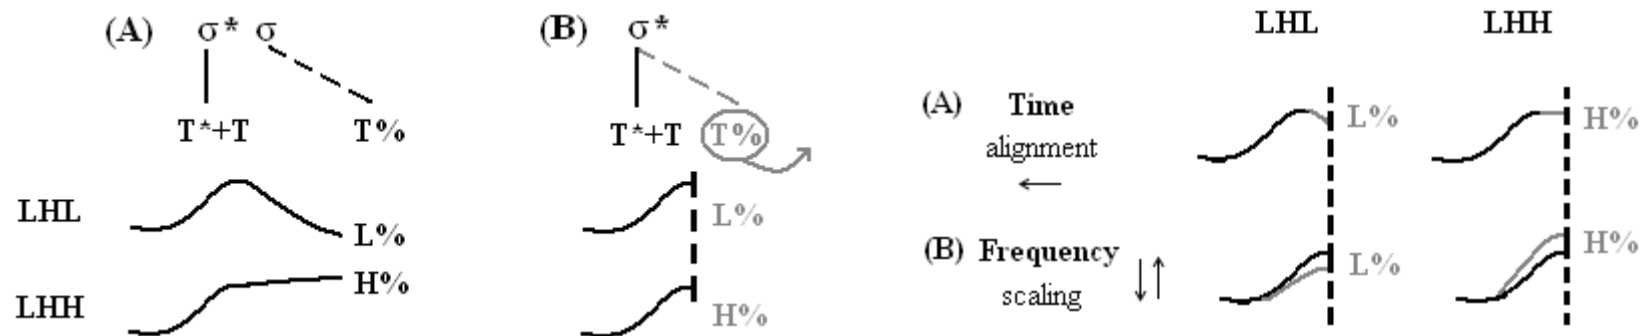 (A) σ* σ
T*+T T%
LHL L%
LHH H%
(B) σ*
T*+T T%
L%
H%
LHL LHH
(A) Time
alignment
L% H%
(B) Frequency
scaling
L% H%